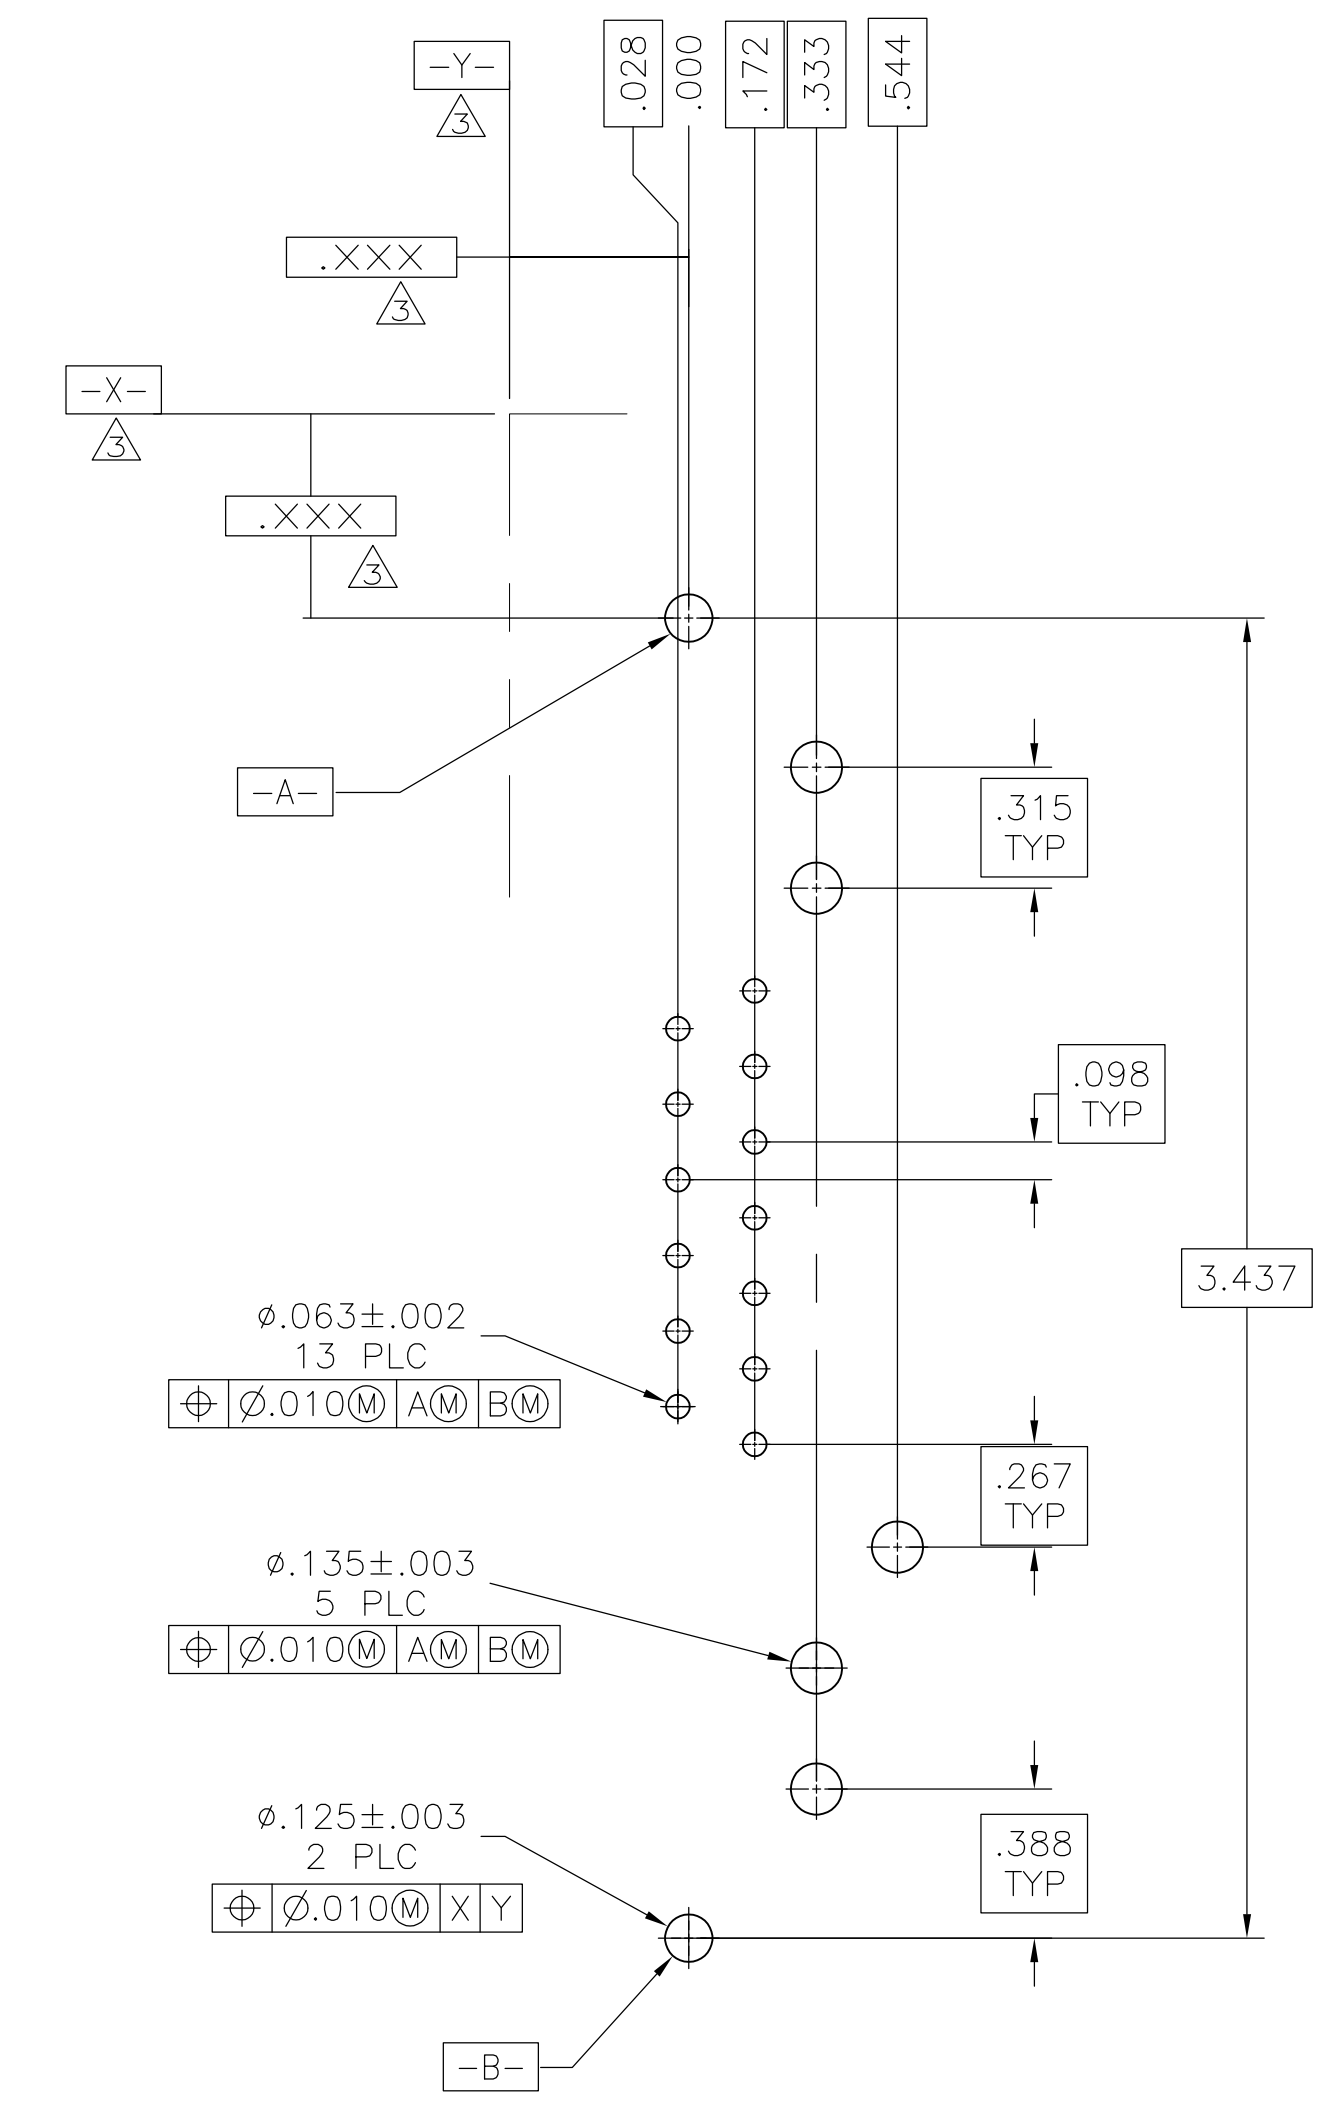 -Y-
3
.028
.000
.172
.333
.544
.XXX
3
-X-
3
.XXX
3
-A-
.315
TYP
.098
TYP
3.437
⌀.063±.002
13 PLC
⌖ ⌀.010Ⓜ AⓂ BⓂ
.267
TYP
⌀.135±.003
5 PLC
⌖ ⌀.010Ⓜ AⓂ BⓂ
⌀.125±.003
2 PLC
⌖ ⌀.010Ⓜ X Y
.388
TYP
-B-